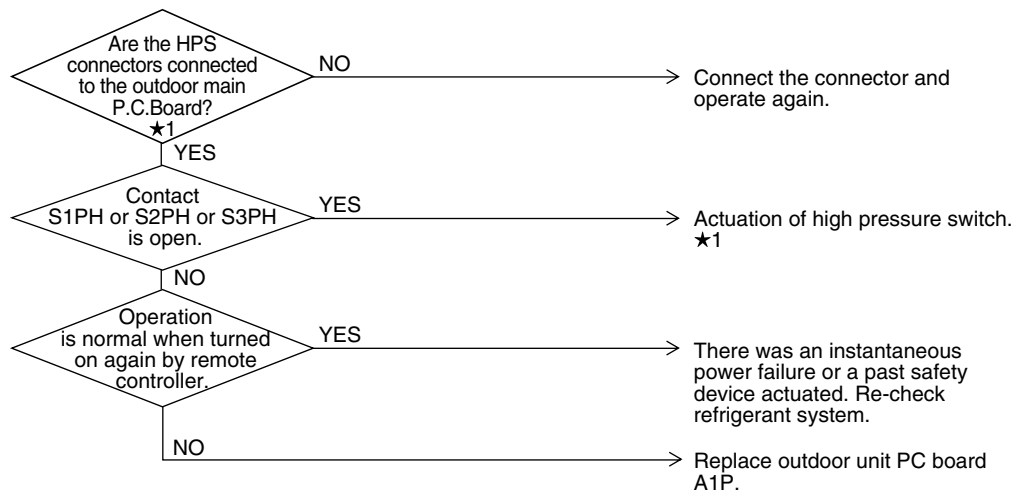 Are the HPS
connectors connected
to the outdoor main
P.C.Board?
★1
NO
Connect the connector and
operate again.
YES
Contact
S1PH or S2PH or S3PH
is open.
YES
Actuation of high pressure switch.
★1
NO
Operation
is normal when turned
on again by remote
controller.
YES
There was an instantaneous
power failure or a past safety
device actuated. Re-check
refrigerant system.
NO
Replace outdoor unit PC board
A1P.